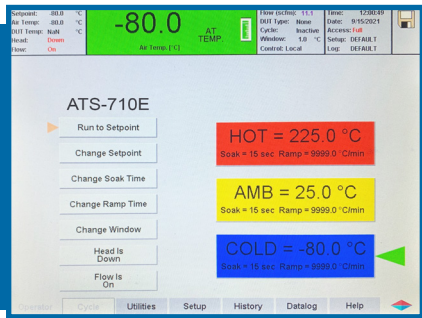 Setpoint: -80.0 °C
Air Temp: -80.0 °C
DUT Temp: NaN °C
Head: Down
Flow: On
-80.0
AT TEMP.
Air Temp. [°C]
Flow (scfm): 11.1
DUT Type: None
Cycle: Inactive
Window: 1.0 °C
Control: Local
Time: 12:00:49
Date: 9/15/2021
Access: Full
Setup: DEFAULT
Log: DEFAULT
ATS-710E
Run to Setpoint
Change Setpoint
Change Soak Time
Change Ramp Time
Change Window
Head Is
Down
Flow Is
On
HOT = 225.0 °C
Soak = 15 sec Ramp = 9999.0 °C/min
AMB = 25.0 °C
Soak = 15 sec Ramp = 9999.0 °C/min
COLD = -80.0 °C
Soak = 15 sec Ramp = 9999.0 °C/min
Operator Cycle Utilities Setup History Datalog Help